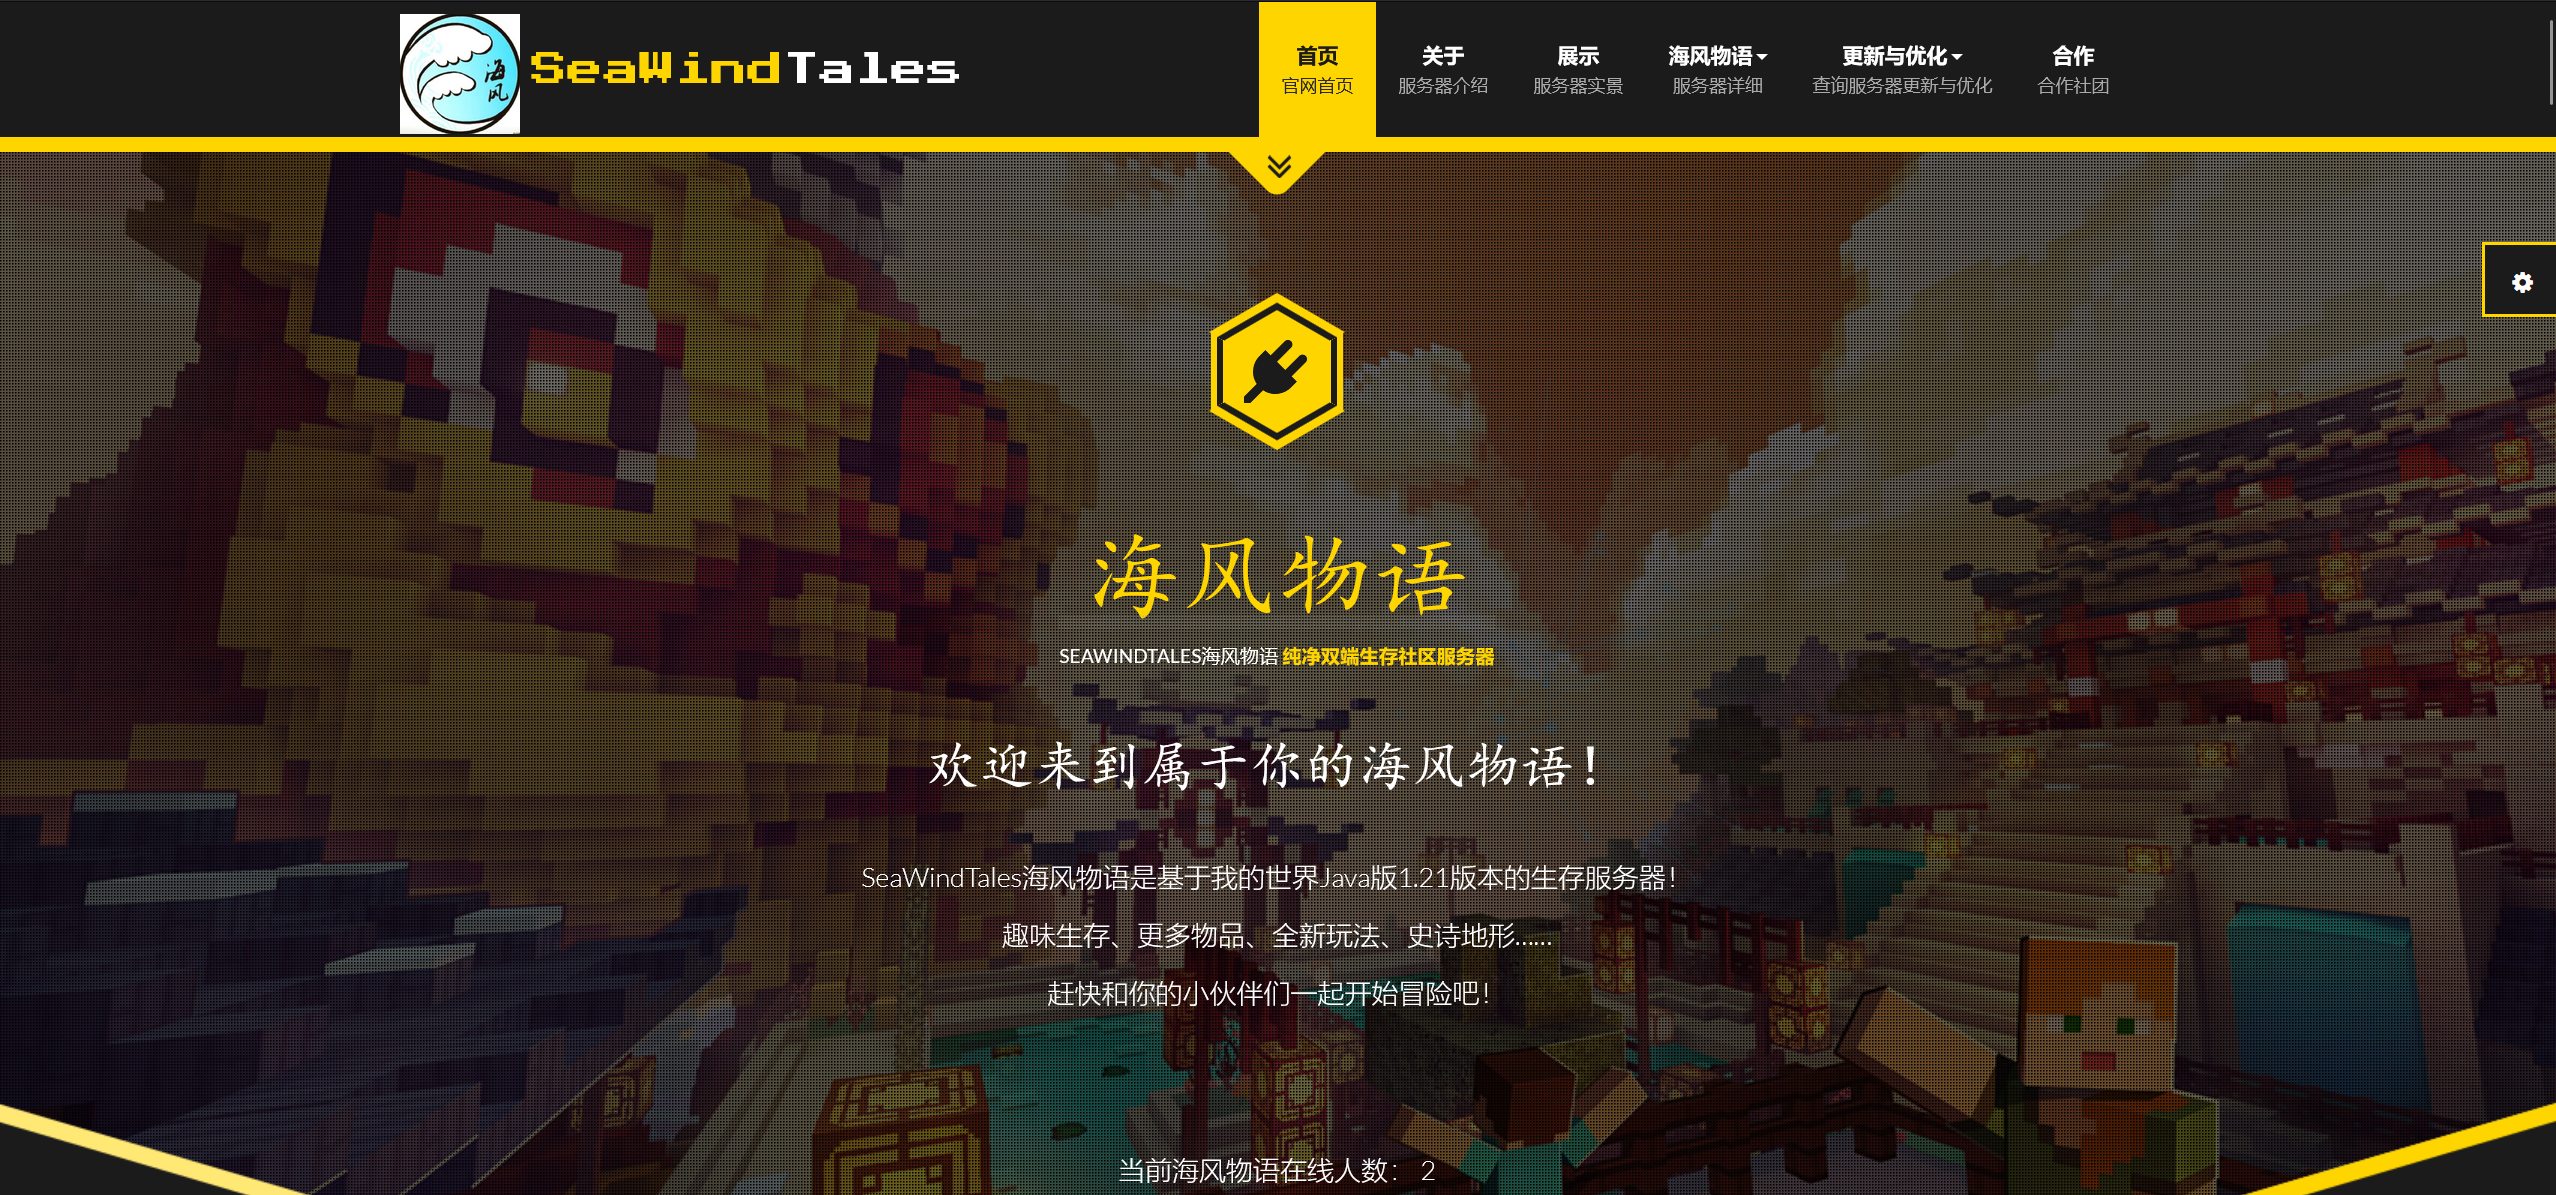 海风
SeaWindTales
首页
官网首页
关于
服务器介绍
展示
服务器实景
海风物语
服务器详细
更新与优化
查询服务器更新与优化
合作
合作社团
海风物语
SEAWINDTALES海风物语 纯净双端生存社区服务器
欢迎来到属于你的海风物语！
SeaWindTales海风物语是基于我的世界Java版1.21版本的生存服务器！
趣味生存、更多物品、全新玩法、史诗地形......
赶快和你的小伙伴们一起开始冒险吧！
当前海风物语在线人数： 2